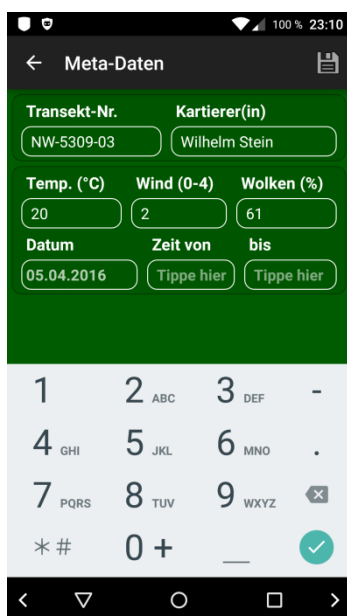 100 % 23:10
Meta-Daten
Transekt-Nr. Kartierer(in)
NW-5309-03 Wilhelm Stein
Temp. (°C) Wind (0-4) Wolken (%)
20 2 61
Datum Zeit von bis
05.04.2016 Tippe hier Tippe hier
1 2 ABC 3 DEF -
4 GHI 5 JKL 6 MNO .
7 PQRS 8 TUV 9 WXYZ
*# 0 + _